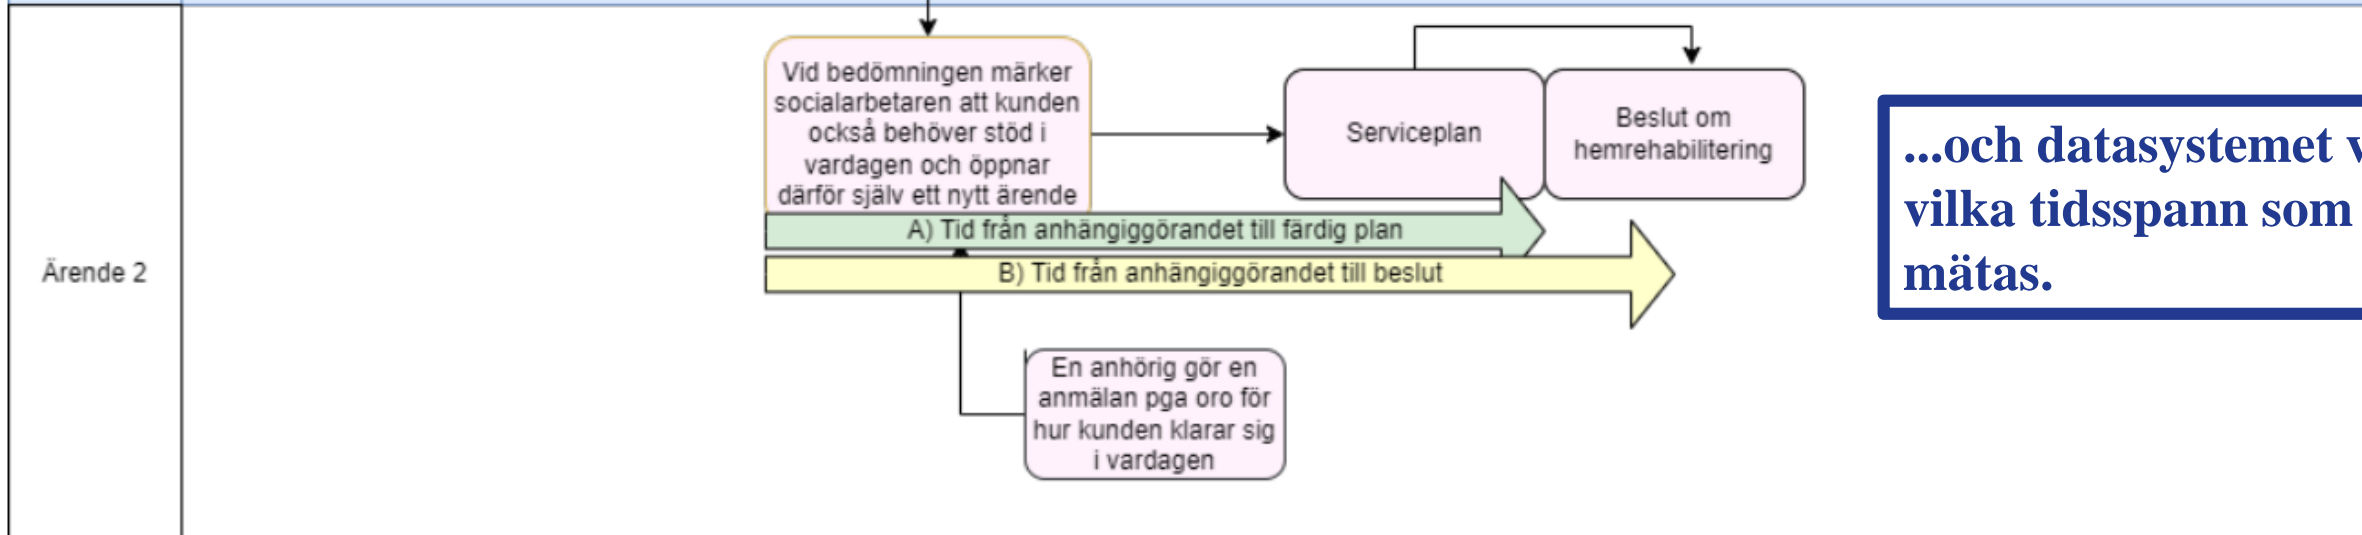 Ärende 2
Vid bedömningen märker
socialarbetaren att kunden
också behöver stöd i
vardagen och öppnar
därför själv ett nytt ärende
Serviceplan
Beslut om
hemrehabilitering
A) Tid från anhängiggörandet till färdig plan
B) Tid från anhängiggörandet till beslut
En anhörig gör en
anmälan pga oro för
hur kunden klarar sig
i vardagen
...och datasystemet
vilka tidsspann som
mätas.